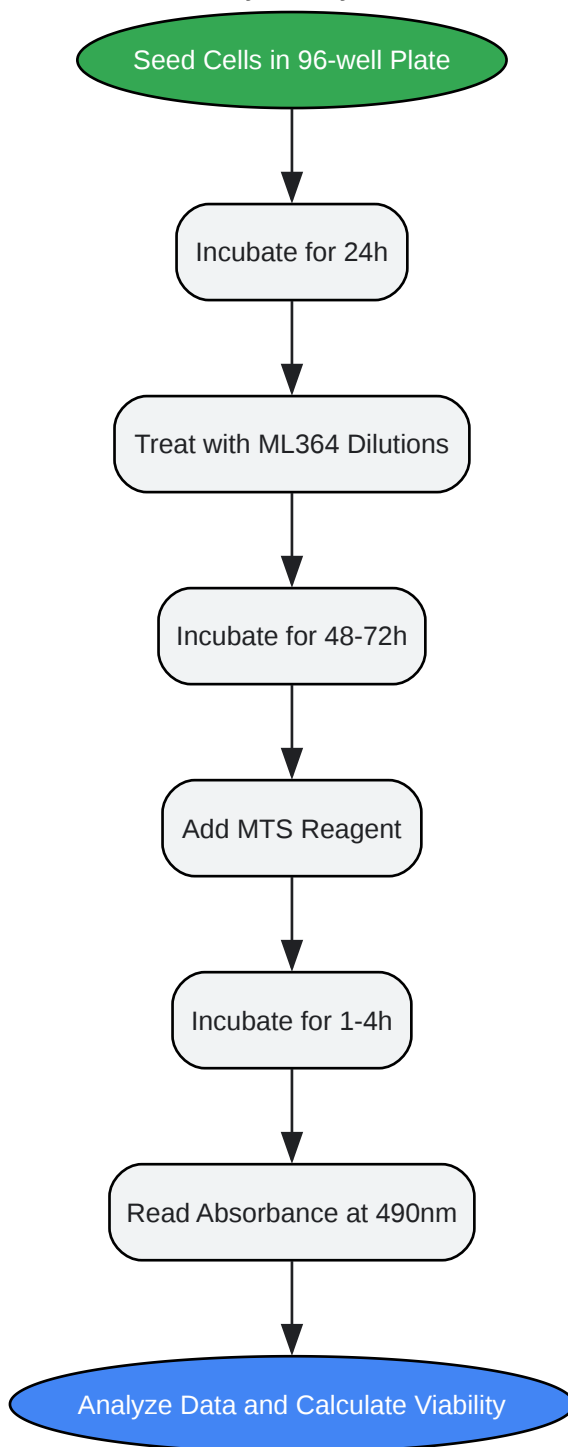 Seed Cells in 96-well Plate
Incubate for 24h
Treat with ML364 Dilutions
Incubate for 48-72h
Add MTS Reagent
Incubate for 1-4h
Read Absorbance at 490nm
Analyze Data and Calculate Viability